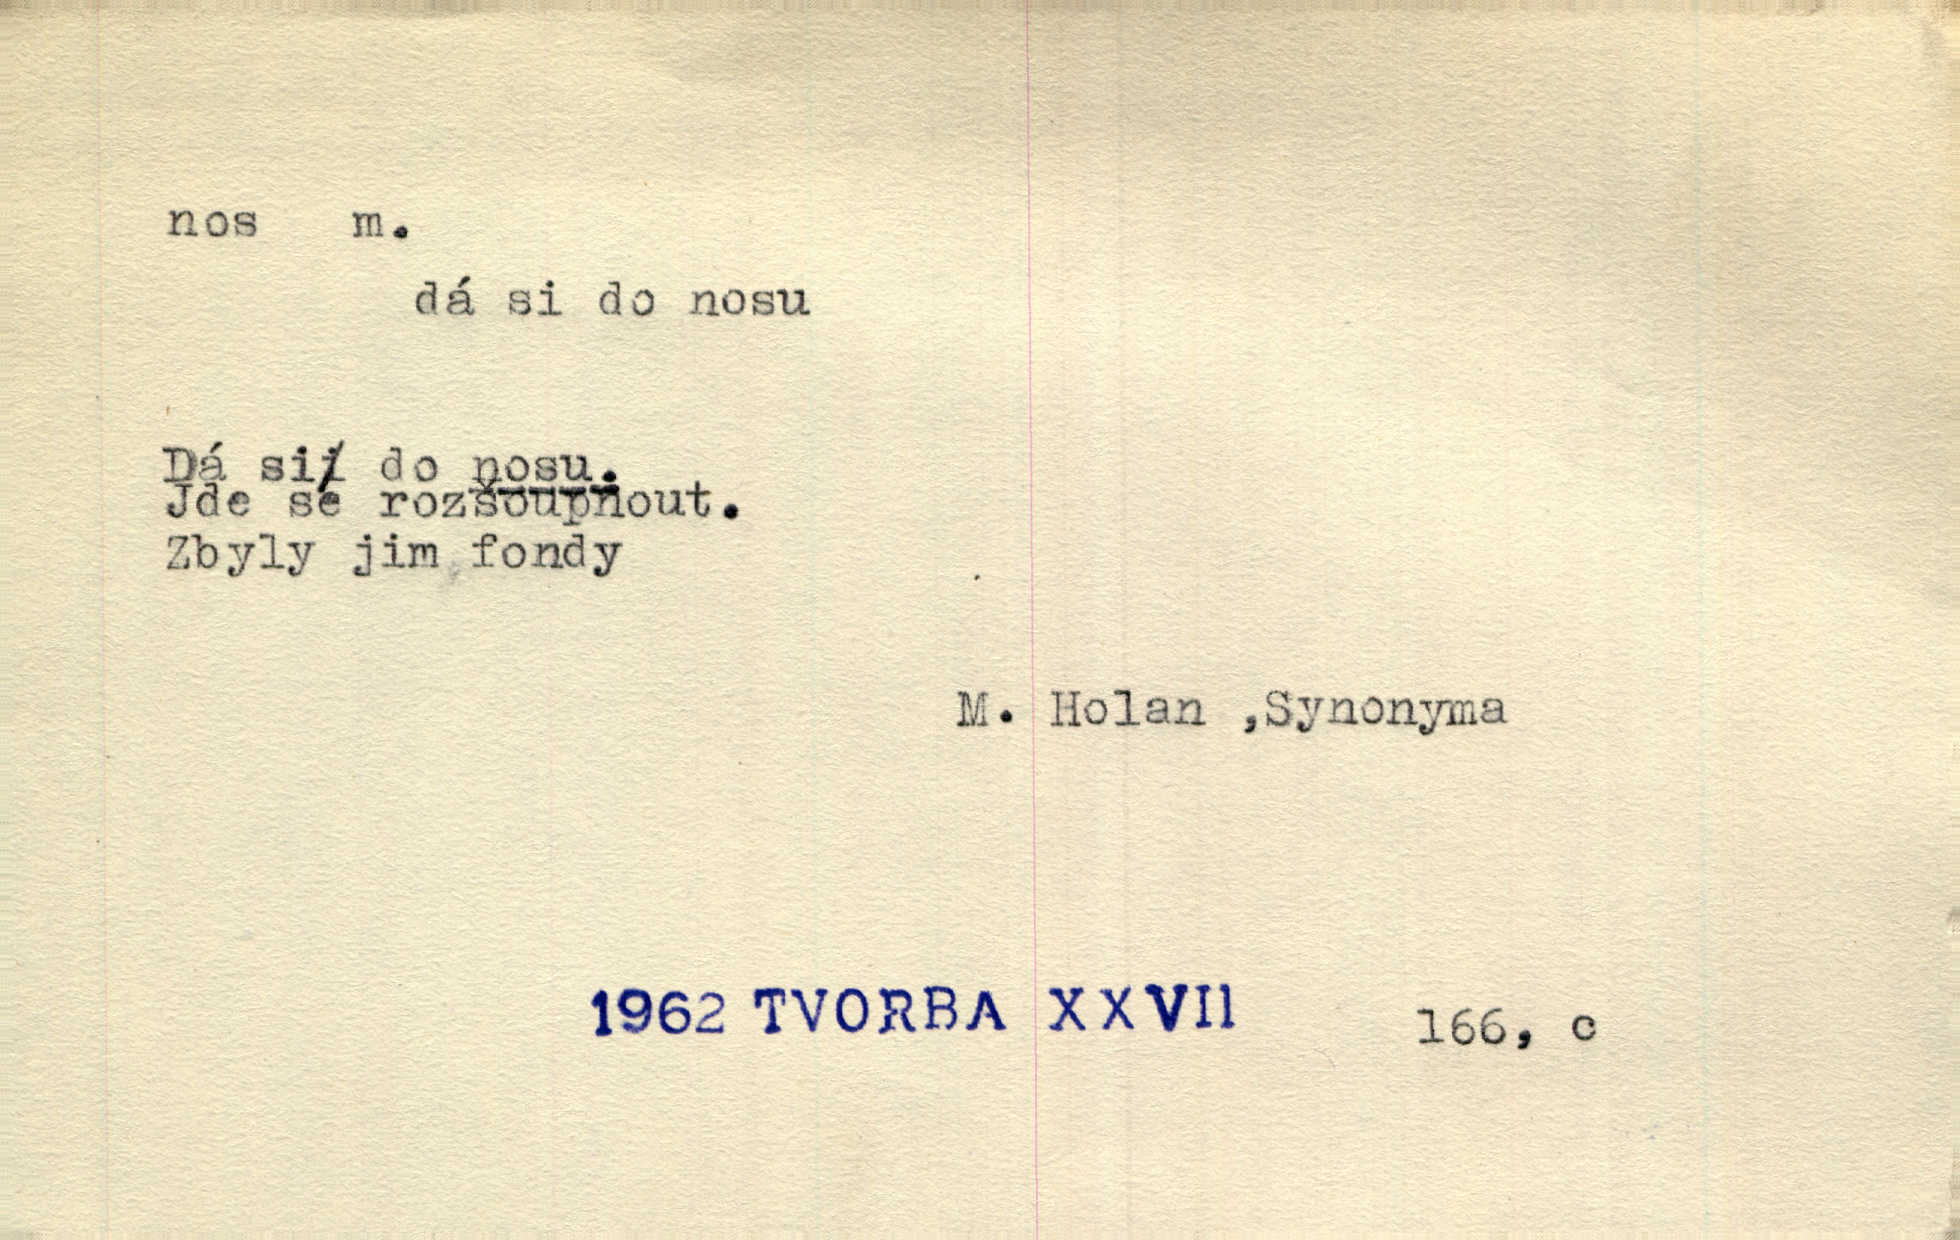 nos m.
dá si do nosu
Dá si do nosu.
Jde se rozšoupnout.
Zbyly jim fondy
M. Holan ,Synonyma
1962 TVORBA XXVII 166, c